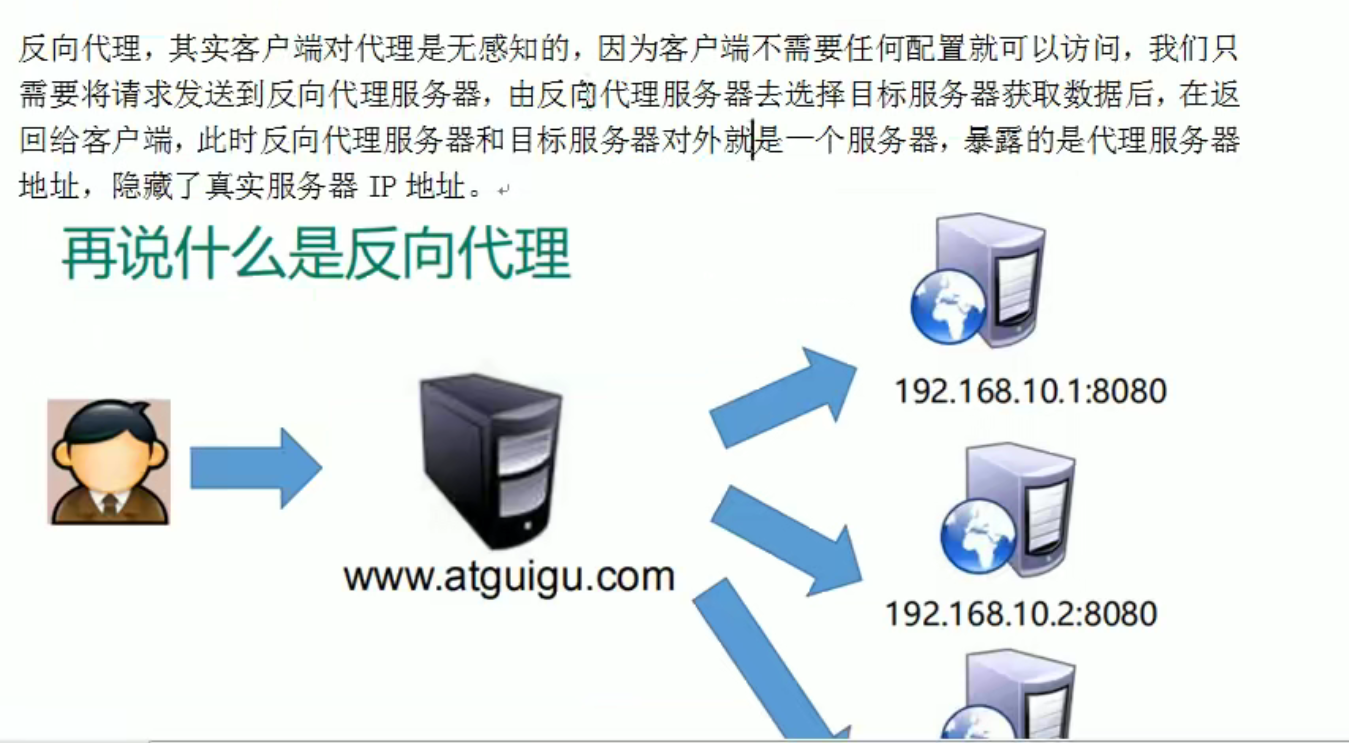 反向代理，其实客户端对代理是无感知的，因为客户端不需要任何配置就可以访问，我们只
需要将请求发送到反向代理服务器，由反向代理服务器去选择目标服务器获取数据后，在返
回给客户端，此时反向代理服务器和目标服务器对外就是一个服务器，暴露的是代理服务器
地址，隐藏了真实服务器 IP 地址。
再说什么是反向代理
192.168.10.1:8080
www.atguigu.com
192.168.10.2:8080